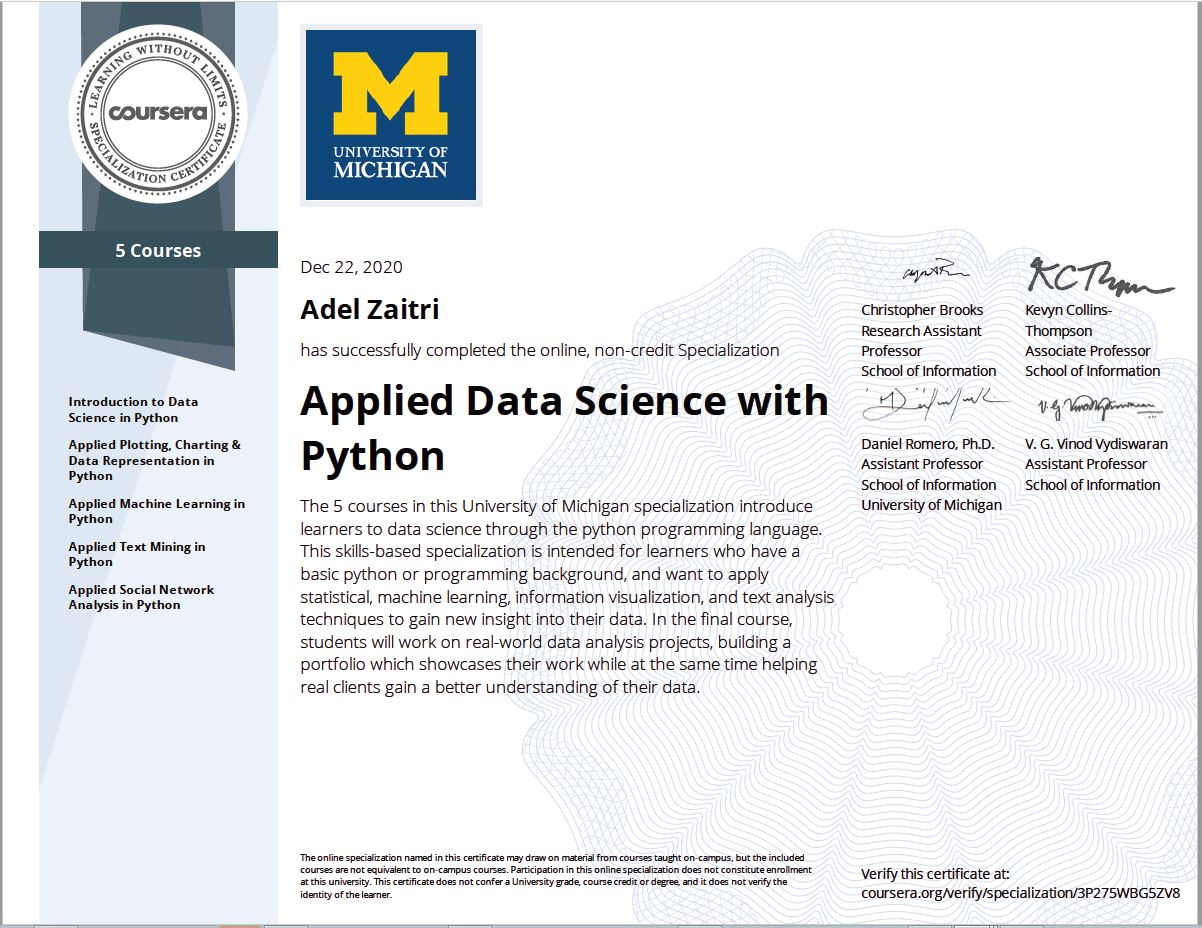 LEARNING WITHOUT LIMITS
coursera
SPECIALIZATION CERTIFICATE
5 Courses
Introduction to Data
Science in Python
Applied Plotting, Charting &
Data Representation in
Python
Applied Machine Learning in
Python
Applied Text Mining in
Python
Applied Social Network
Analysis in Python
M
UNIVERSITY OF
MICHIGAN
Dec 22, 2020
Adel Zaitri
has successfully completed the online, non-credit Specialization
Applied Data Science with
Python
The 5 courses in this University of Michigan specialization introduce
learners to data science through the python programming language.
This skills-based specialization is intended for learners who have a
basic python or programming background, and want to apply
statistical, machine learning, information visualization, and text analysis
techniques to gain new insight into their data. In the final course,
students will work on real-world data analysis projects, building a
portfolio which showcases their work while at the same time helping
real clients gain a better understanding of their data.
Christopher Brooks
Research Assistant
Professor
School of Information
Kevyn Collins-
Thompson
Associate Professor
School of Information
Daniel Romero, Ph.D.
Assistant Professor
School of Information
University of Michigan
V. G. Vinod Vydiswaran
Assistant Professor
School of Information
The online specialization named in this certificate may draw on material from courses taught on-campus, but the included
courses are not equivalent to on-campus courses. Participation in this online specialization does not constitute enrollment
at this university. This certificate does not confer a University grade, course credit or degree, and it does not verify the
identity of the learner.
Verify this certificate at:
coursera.org/verify/specialization/3P275WBG5ZV8